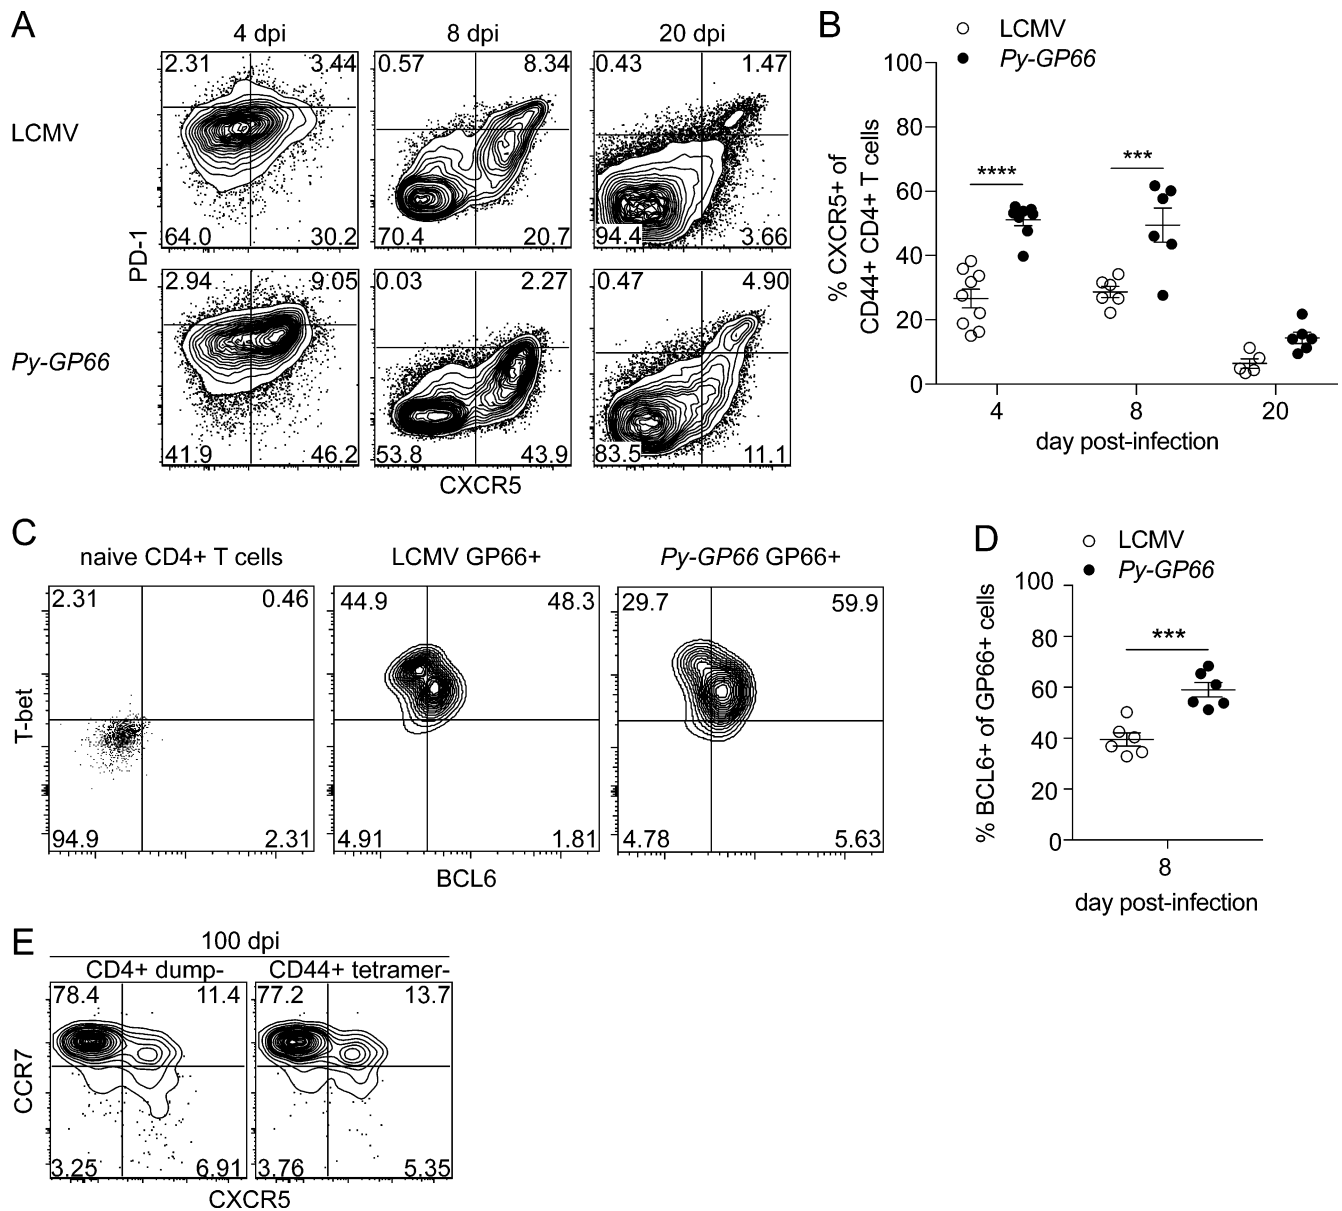 A
4 dpi
8 dpi
20 dpi
LCMV
2.31
3.44
64.0
30.2
0.57
8.34
70.4
20.7
0.43
1.47
94.4
3.66
PD-1
Py-GP66
2.94
9.05
41.9
46.2
0.03
2.27
53.8
43.9
0.47
4.90
83.5
11.1
CXCR5
B
LCMV
Py-GP66
% CXCR5+ of
CD44+ CD4+ T cells
100
80
60
40
20
0
****
***
4
8
20
day post-infection
C
naive CD4+ T cells
LCMV GP66+
Py-GP66 GP66+
2.31
0.46
94.9
2.31
44.9
48.3
4.91
1.81
29.7
59.9
4.78
5.63
T-bet
BCL6
D
LCMV
Py-GP66
% BCL6+ of GP66+ cells
100
80
60
40
20
0
***
8
day post-infection
E
100 dpi
CD4+ dump-
CD44+ tetramer-
78.4
11.4
3.25
6.91
77.2
13.7
3.76
5.35
CCR7
CXCR5